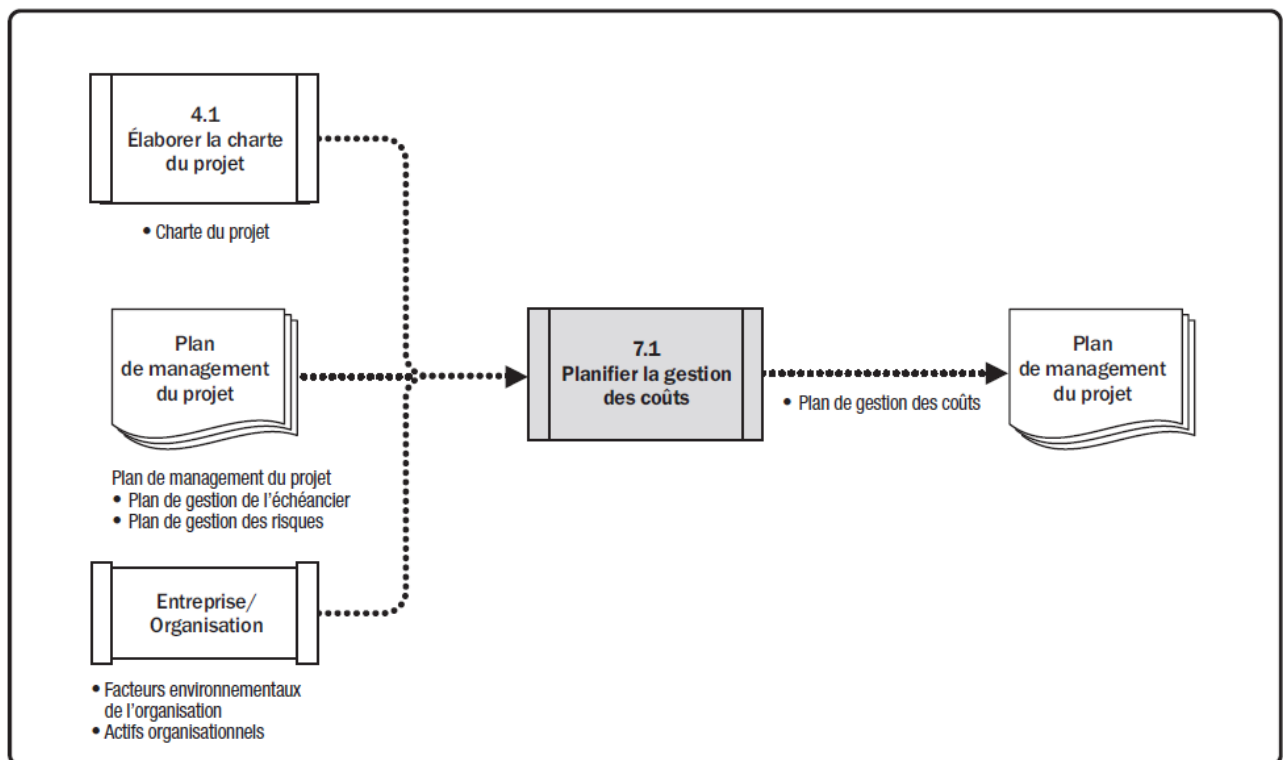 4.1
Élaborer la charte
du projet
• Charte du projet
Plan
de management
du projet
Plan de management du projet
• Plan de gestion de l'échéancier
• Plan de gestion des risques
Entreprise/
Organisation
• Facteurs environnementaux
de l'organisation
• Actifs organisationnels
7.1
Planifier la gestion
des coûts
• Plan de gestion des coûts
Plan
de management
du projet